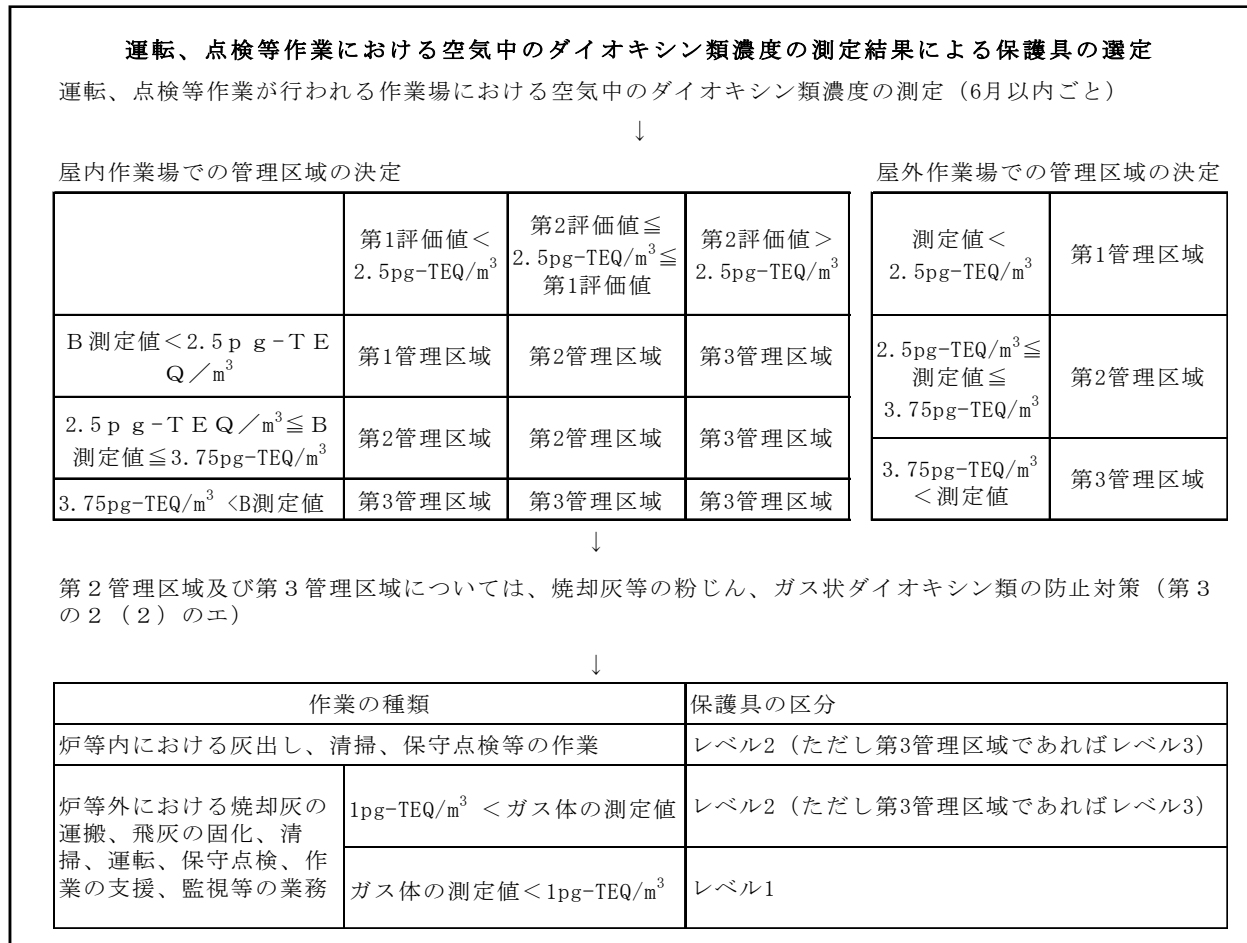 運転、点検等作業における空気中のダイオキシン類濃度の測定結果による保護具の選定
運転、点検等作業が行われる作業場における空気中のダイオキシン類濃度の測定（6月以内ごと）
↓
屋内作業場での管理区域の決定
第1評価値＜
2.5pg-TEQ/m³
第2評価値≦
2.5pg-TEQ/m³≦
第1評価値
第2評価値＞
2.5pg-TEQ/m³
Ｂ測定値＜2.5ｐｇ-ＴＥ
Ｑ／m³
第1管理区域
第2管理区域
第3管理区域
2.5ｐｇ-ＴＥＱ／m³≦Ｂ
測定値≦3.75pg-TEQ/m³
第2管理区域
第2管理区域
第3管理区域
3.75pg-TEQ/m³ <B測定値
第3管理区域
第3管理区域
第3管理区域
屋外作業場での管理区域の決定
測定値＜
2.5pg-TEQ/m³
第1管理区域
2.5pg-TEQ/m³≦
測定値≦
3.75pg-TEQ/m³
第2管理区域
3.75pg-TEQ/m³
＜測定値
第3管理区域
↓
第２管理区域及び第３管理区域については、焼却灰等の粉じん、ガス状ダイオキシン類の防止対策（第３
の２（２）のエ）
↓
作業の種類
保護具の区分
炉等内における灰出し、清掃、保守点検等の作業
レベル2（ただし第3管理区域であればレベル3）
炉等外における焼却灰の
運搬、飛灰の固化、清
掃、運転、保守点検、作
業の支援、監視等の業務
1pg-TEQ/m³ ＜ガス体の測定値
レベル2（ただし第3管理区域であればレベル3）
ガス体の測定値＜1pg-TEQ/m³
レベル1